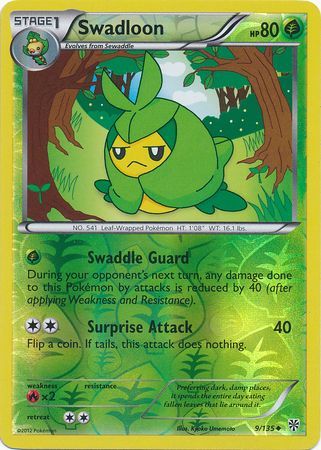 STAGE1
Swadloon
HP80
Evolves from Sewaddle
NO. 541 Leaf-Wrapped Pokémon HT. 1'08" WT. 16.1 lbs.
Swaddle Guard
During your opponent's next turn, any damage done
to this Pokémon by attacks is reduced by 40 (after
applying Weakness and Resistance).
Surprise Attack 40
Flip a coin. If tails, this attack does nothing.
weakness resistance
×2
retreat
Preferring dark, damp places,
it spends the entire day eating
fallen leaves that lie around it.
©2012 Pokémon
Illus. Kyoko Umemoto
9/135